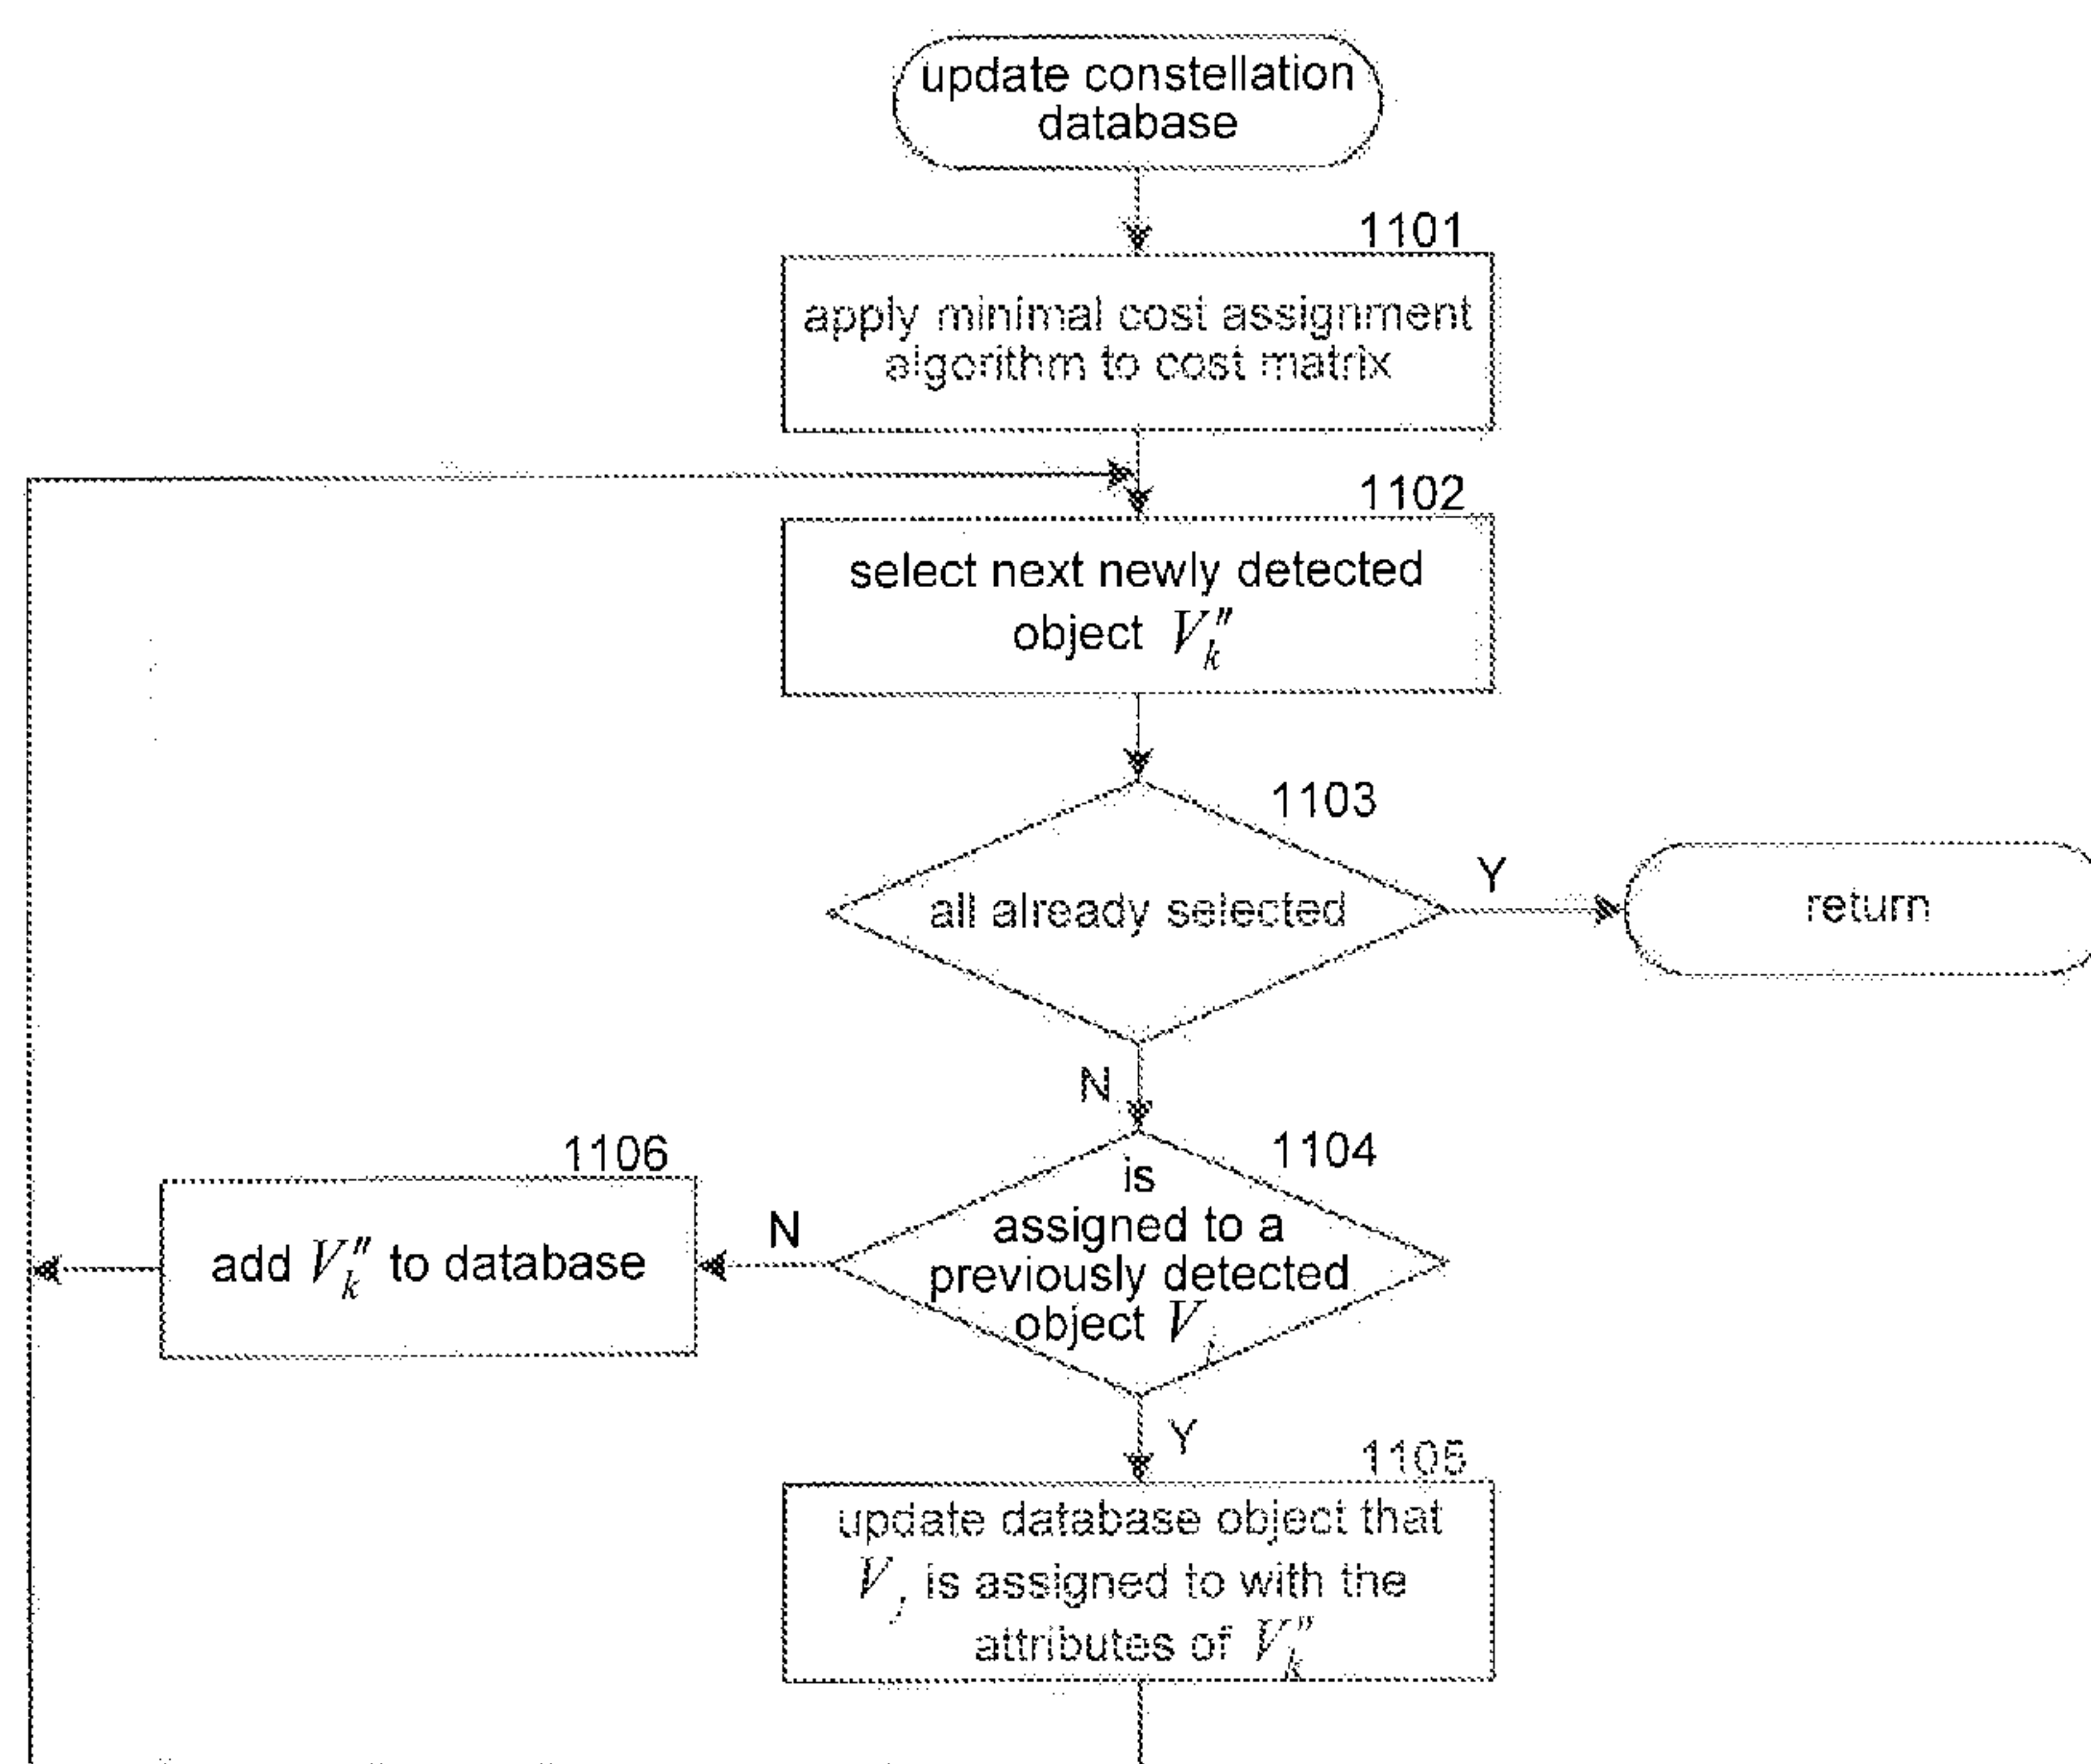 update constellation
database
1101
apply minimal cost assignment
algorithm to cost matrix
1102
select next newly detected
object V''k
1103
all already selected
Y
return
N
1104
is
assigned to a
previously detected
object Vj
N
1106
add V''k to database
Y
1105
update database object that
Vj is assigned to with the
attributes of V''k